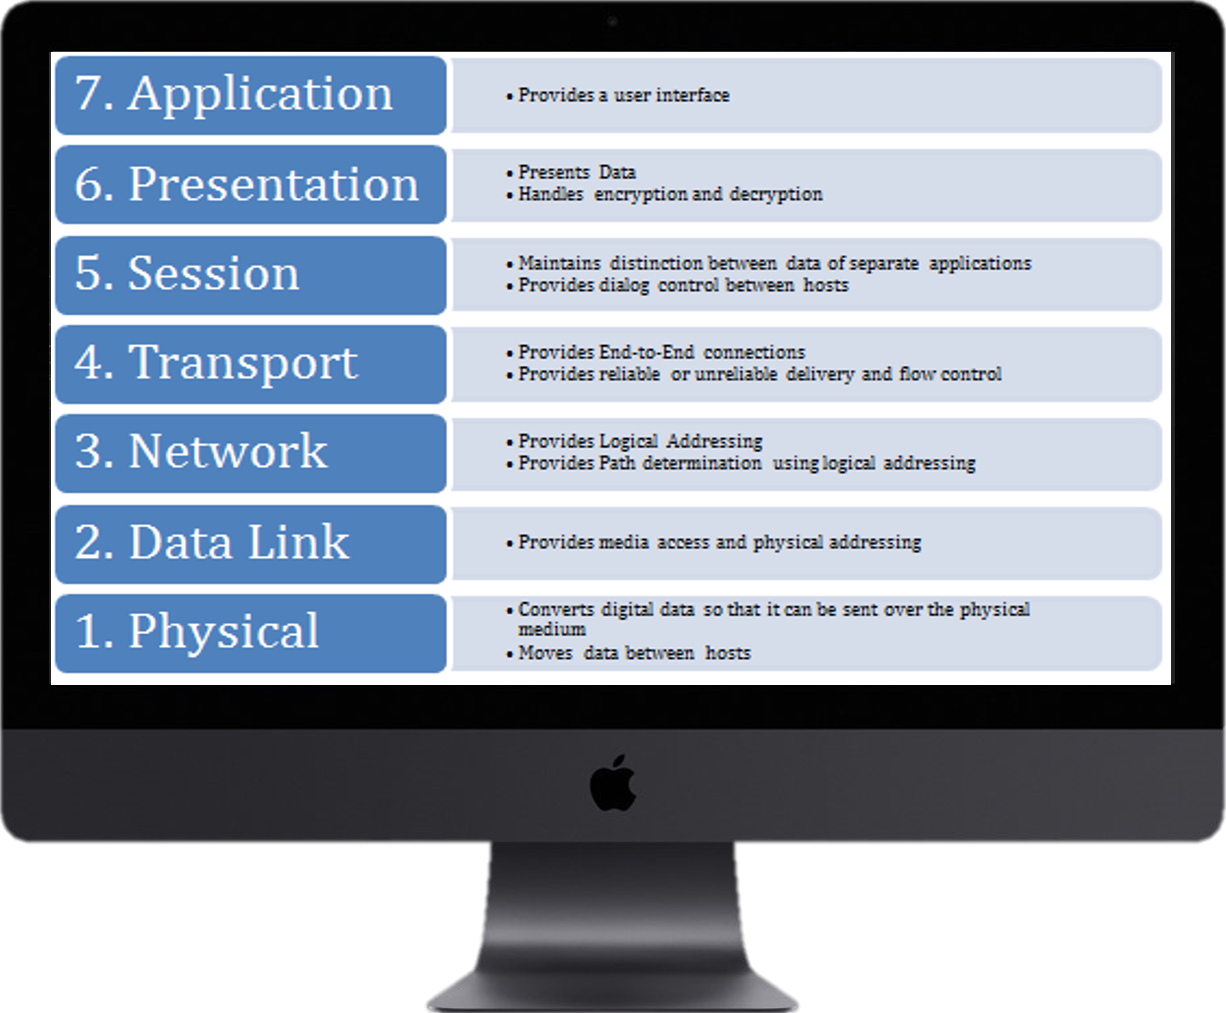 7. Application
• Provides a user interface
6. Presentation
• Presents Data
• Handles encryption and decryption
5. Session
• Maintains distinction between data of separate applications
• Provides dialog control between hosts
4. Transport
• Provides End-to-End connections
• Provides reliable or unreliable delivery and flow control
3. Network
• Provides Logical Addressing
• Provides Path determination using logical addressing
2. Data Link
• Provides media access and physical addressing
1. Physical
• Converts digital data so that it can be sent over the physical
medium
• Moves data between hosts